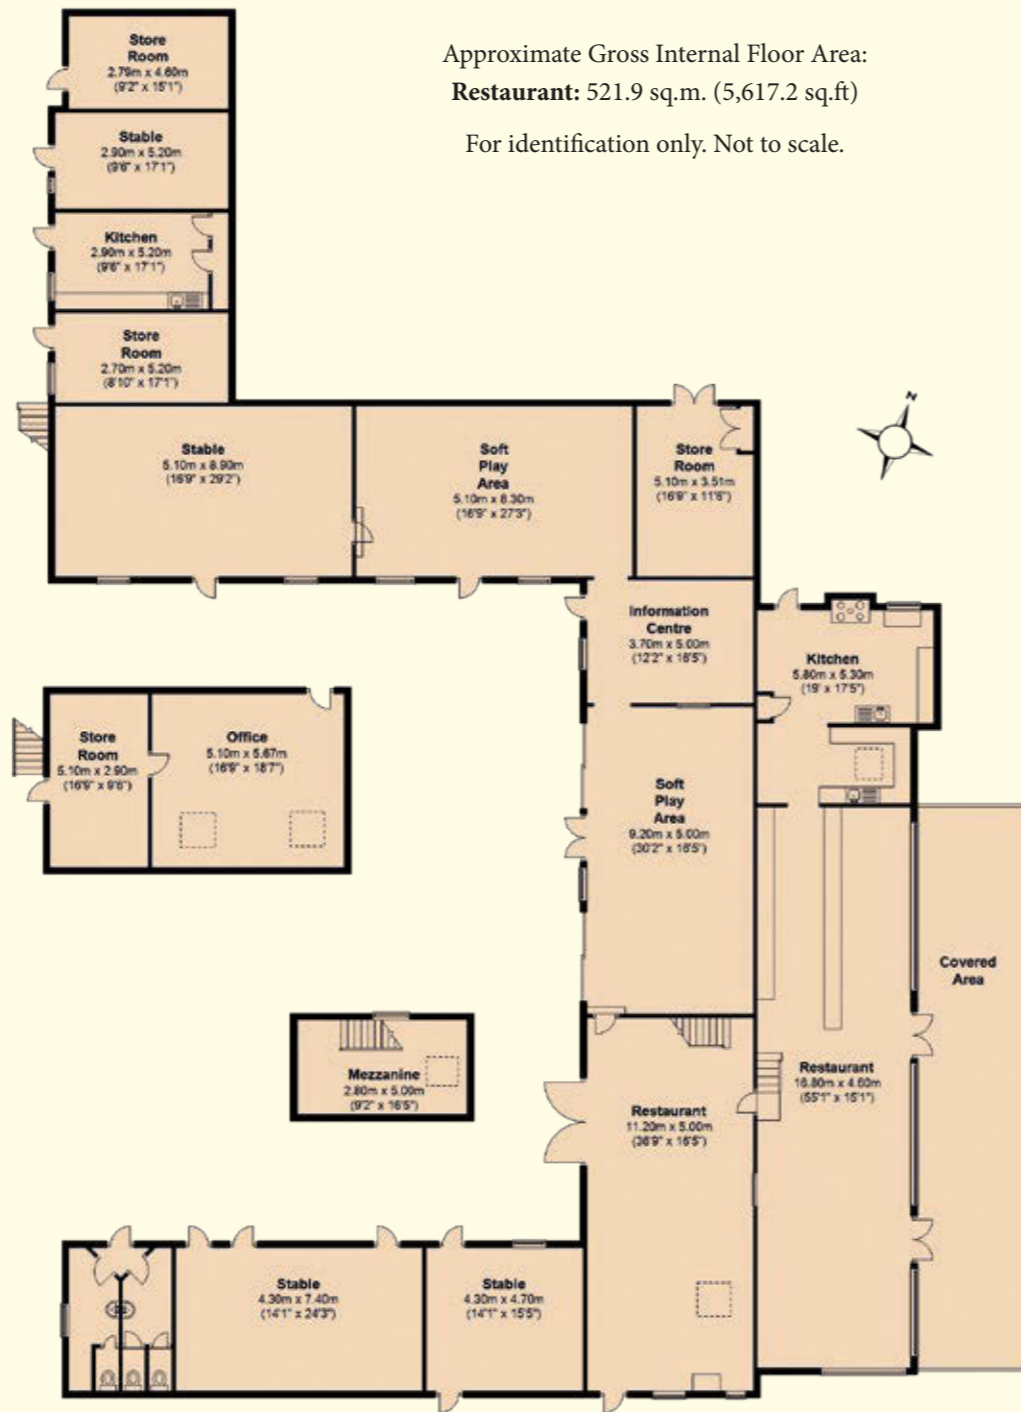 Approximate Gross Internal Floor Area:
Restaurant: 521.9 sq.m. (5,617.2 sq.ft)
For identification only. Not to scale.
Store
Room
2.79m x 4.60m
(9'2" x 15'1")
Stable
2.90m x 5.20m
(9'6" x 17'1")
Kitchen
2.90m x 5.20m
(9'6" x 17'1")
Store
Room
2.70m x 5.20m
(8'10" x 17'1")
Stable
5.10m x 8.90m
(16'9" x 29'2")
Soft
Play
Area
5.10m x 8.30m
(16'9" x 27'3")
Store
Room
5.10m x 3.51m
(16'9" x 11'6")
N
Information
Centre
3.70m x 5.00m
(12'2" x 16'5")
Kitchen
5.80m x 5.30m
(19' x 17'5")
Store
Room
5.10m x 2.90m
(16'9" x 9'6")
Office
5.10m x 5.67m
(16'9" x 18'7")
Soft
Play
Area
9.20m x 5.00m
(30'2" x 16'5")
Covered
Area
Mezzanine
2.80m x 5.00m
(9'2" x 16'5")
Restaurant
11.20m x 5.00m
(36'9" x 16'5")
Restaurant
16.80m x 4.60m
(55'1" x 15'1")
Stable
4.30m x 7.40m
(14'1" x 24'3")
Stable
4.30m x 4.70m
(14'1" x 15'5")